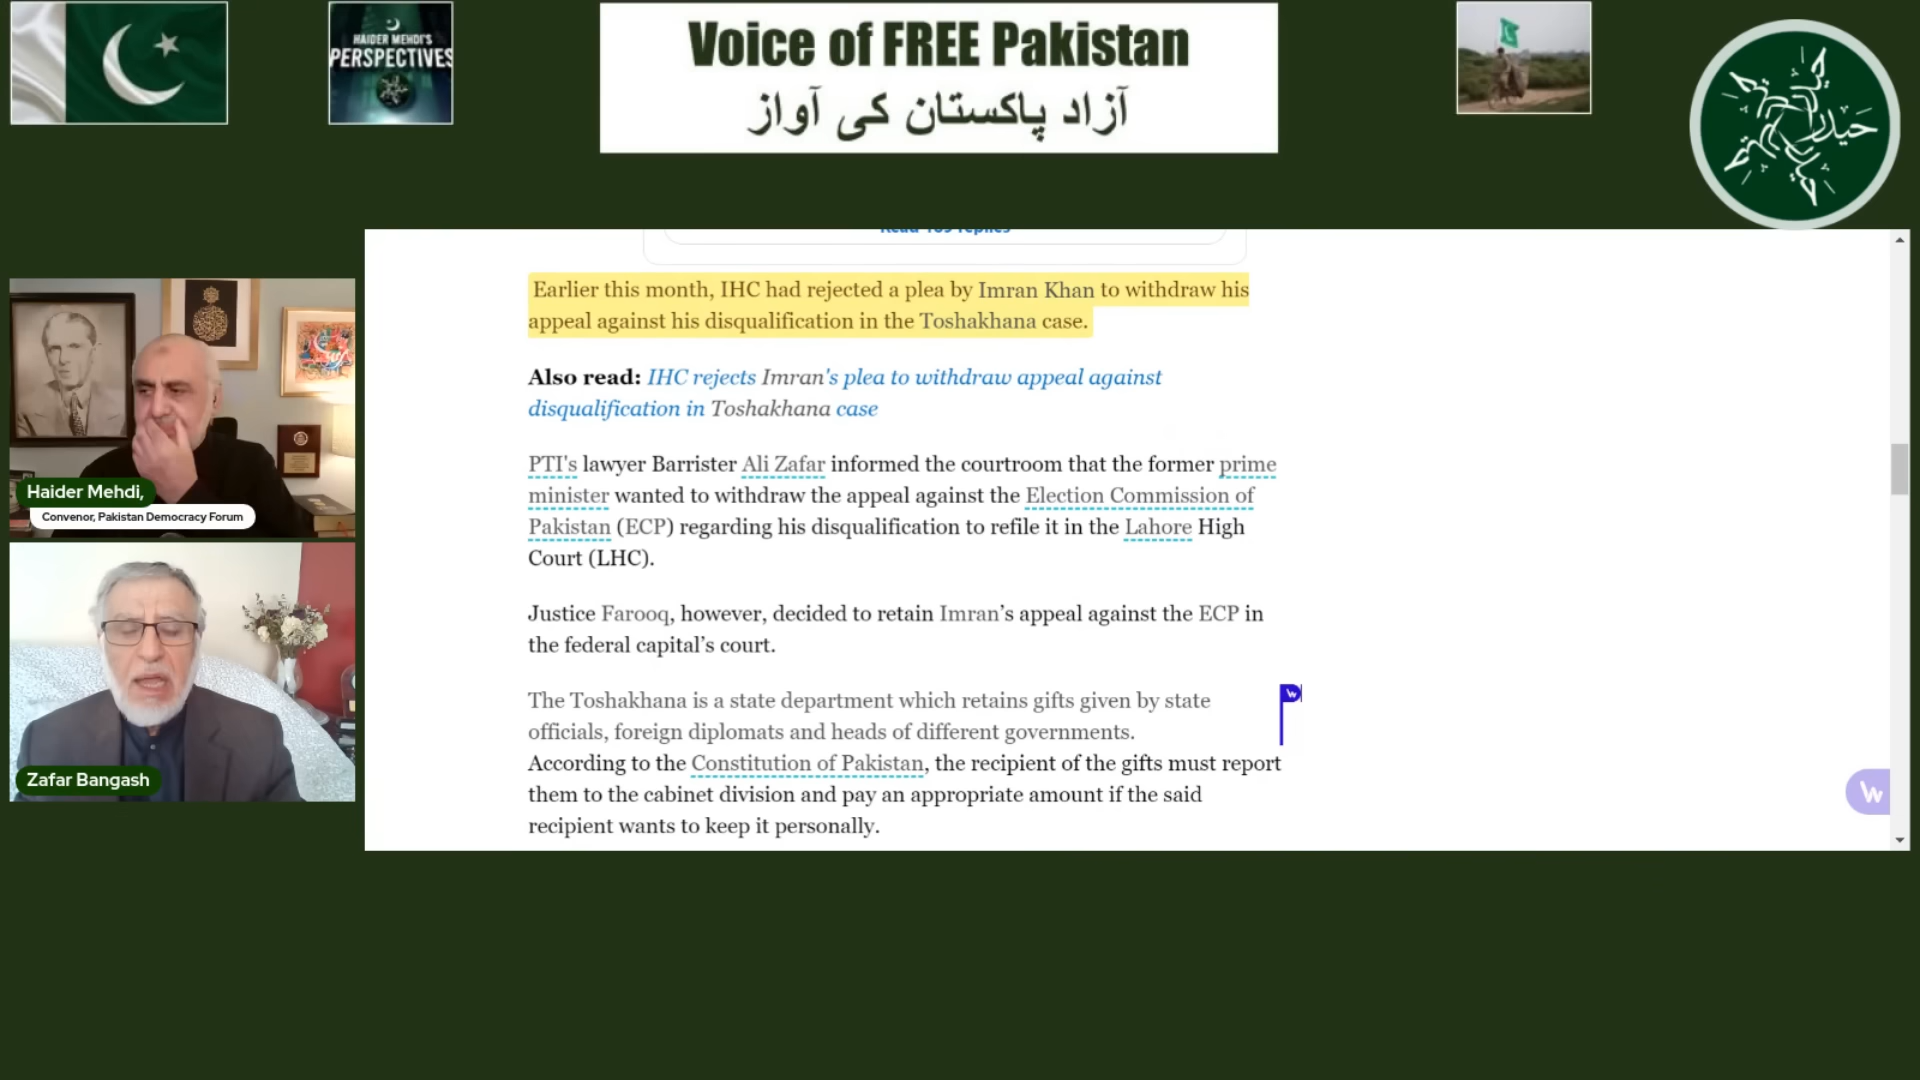 HAIDER MEHDI'S
PERSPECTIVES
Voice of FREE Pakistan
آزاد پاکستان کی آواز
Earlier this month, IHC had rejected a plea by Imran Khan to withdraw his
appeal against his disqualification in the Toshakhana case.
Also read: IHC rejects Imran's plea to withdraw appeal against
disqualification in Toshakhana case
PTI's lawyer Barrister Ali Zafar informed the courtroom that the former prime
minister wanted to withdraw the appeal against the Election Commission of
Pakistan (ECP) regarding his disqualification to refile it in the Lahore High
Court (LHC).
Justice Farooq, however, decided to retain Imran’s appeal against the ECP in
the federal capital’s court.
The Toshakhana is a state department which retains gifts given by state
officials, foreign diplomats and heads of different governments.
According to the Constitution of Pakistan, the recipient of the gifts must report
them to the cabinet division and pay an appropriate amount if the said
recipient wants to keep it personally.
Haider Mehdi,
Convenor, Pakistan Democracy Forum
Zafar Bangash